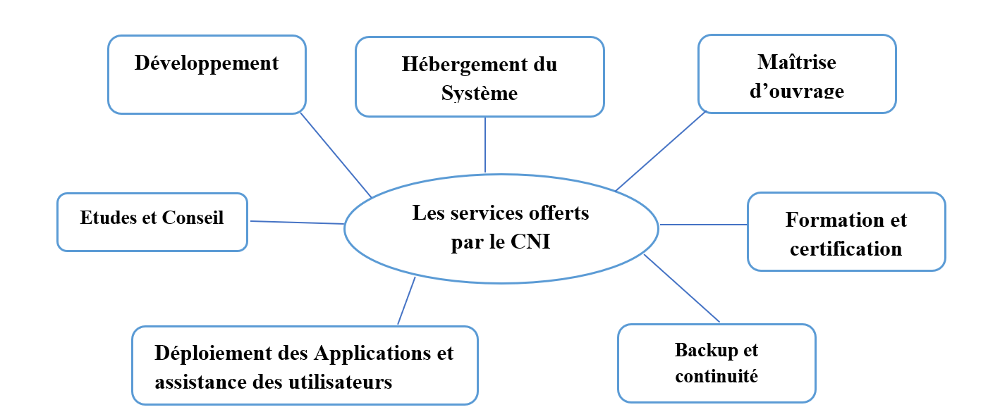 Développement
Hébergement du
Système
Maîtrise
d’ouvrage
Etudes et Conseil
Les services offerts
par le CNI
Formation et
certification
Déploiement des Applications et
assistance des utilisateurs
Backup et
continuité